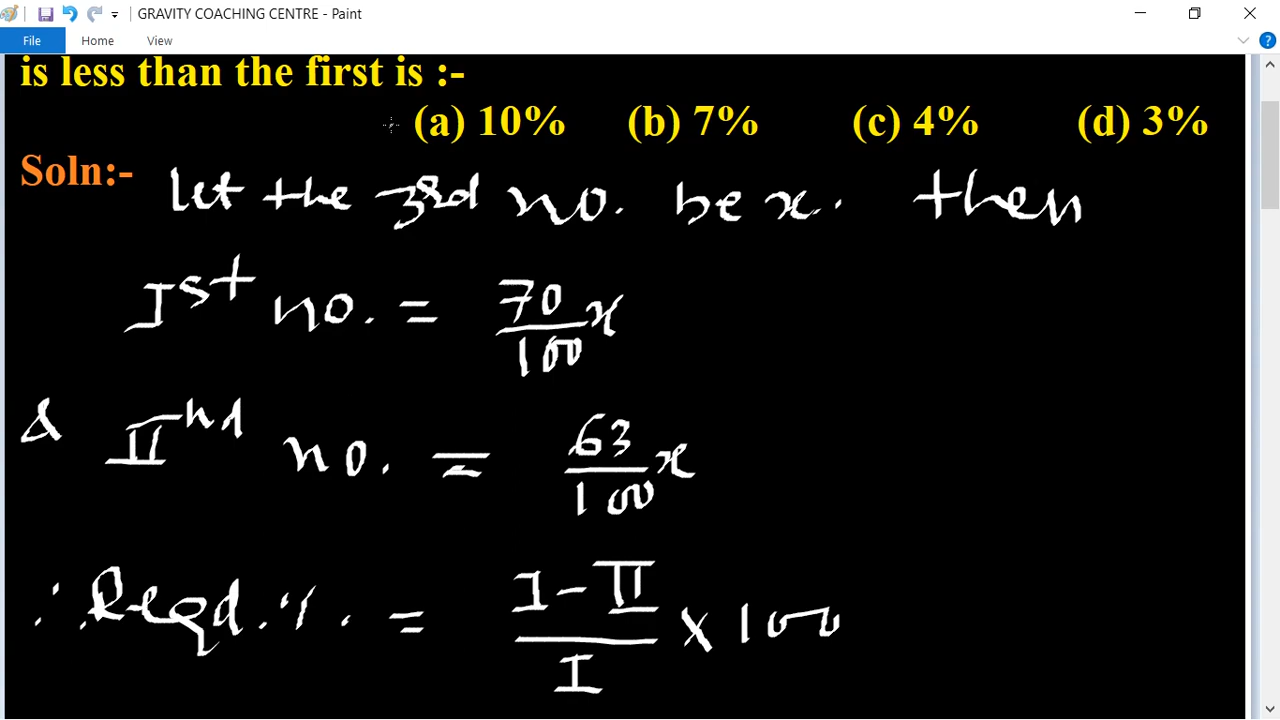 GRAVITY COACHING CENTRE - Paint
File Home View
is less than the first is :-
(a) 10% (b) 7% (c) 4% (d) 3%
Soln:- Let the 3rd no. be x. then
Ist no. = 70/100 x
& IInd no. = 63/100 x
∴ Reqd. % = I-II/I × 100